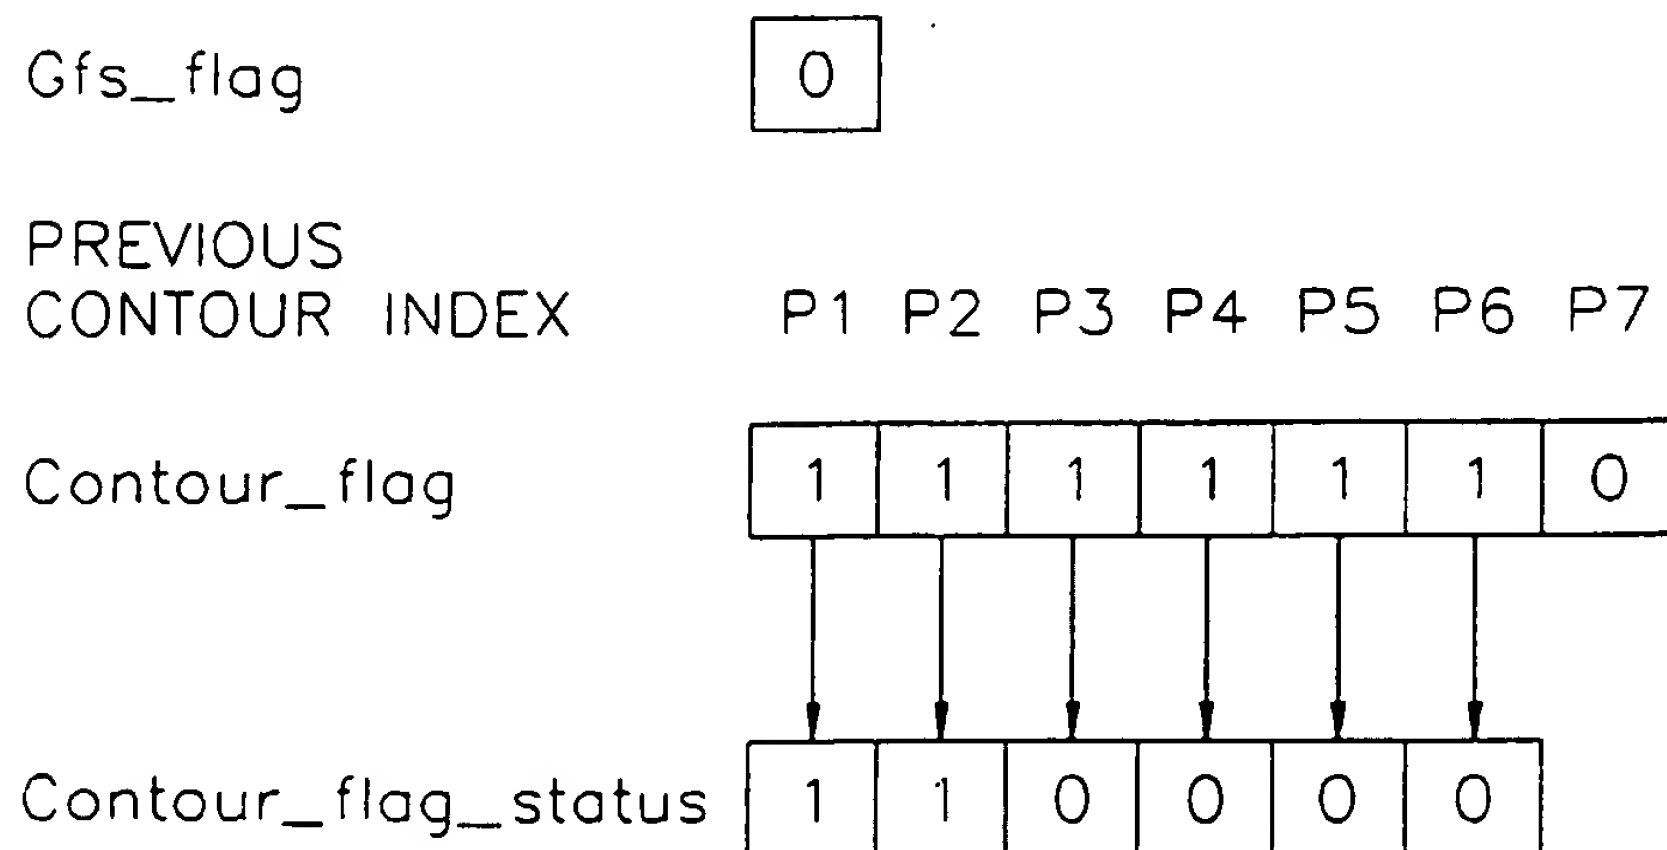 Gfs_flag 0
PREVIOUS
CONTOUR INDEX P1 P2 P3 P4 P5 P6 P7
Contour_flag 1 1 1 1 1 1 0
Contour_flag_status 1 1 0 0 0 0